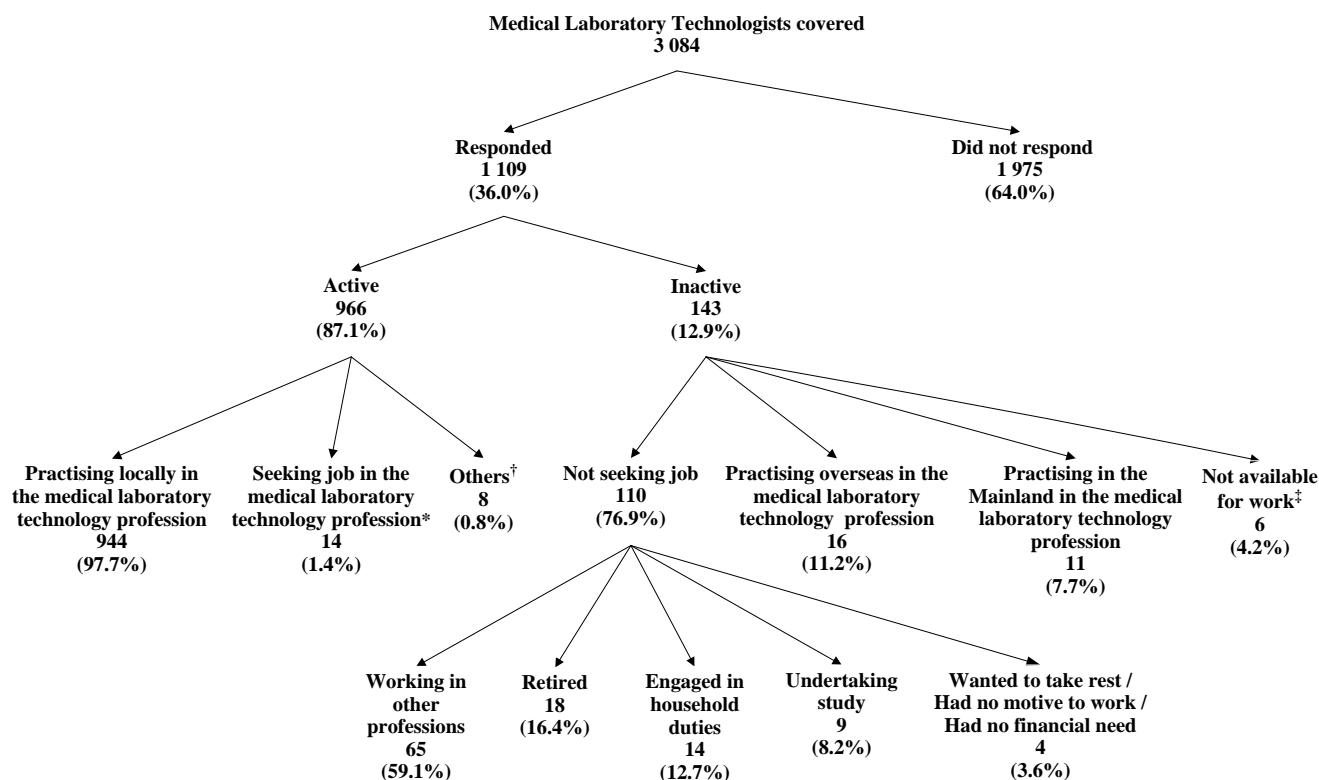 Medical Laboratory Technologists covered
3 084
Responded
1 109
(36.0%)
Did not respond
1 975
(64.0%)
Active
966
(87.1%)
Inactive
143
(12.9%)
Practising locally in
the medical laboratory
technology profession
944
(97.7%)
Seeking job in the
medical laboratory
technology profession*
14
(1.4%)
Others†
8
(0.8%)
Not seeking job
110
(76.9%)
Practising overseas in the
medical laboratory
technology profession
16
(11.2%)
Practising in the
Mainland in the medical
laboratory technology
profession
11
(7.7%)
Not available
for work‡
6
(4.2%)
Working in
other
professions
65
(59.1%)
Retired
18
(16.4%)
Engaged in
household
duties
14
(12.7%)
Undertaking
study
9
(8.2%)
Wanted to take rest /
Had no motive to work /
Had no financial need
4
(3.6%)